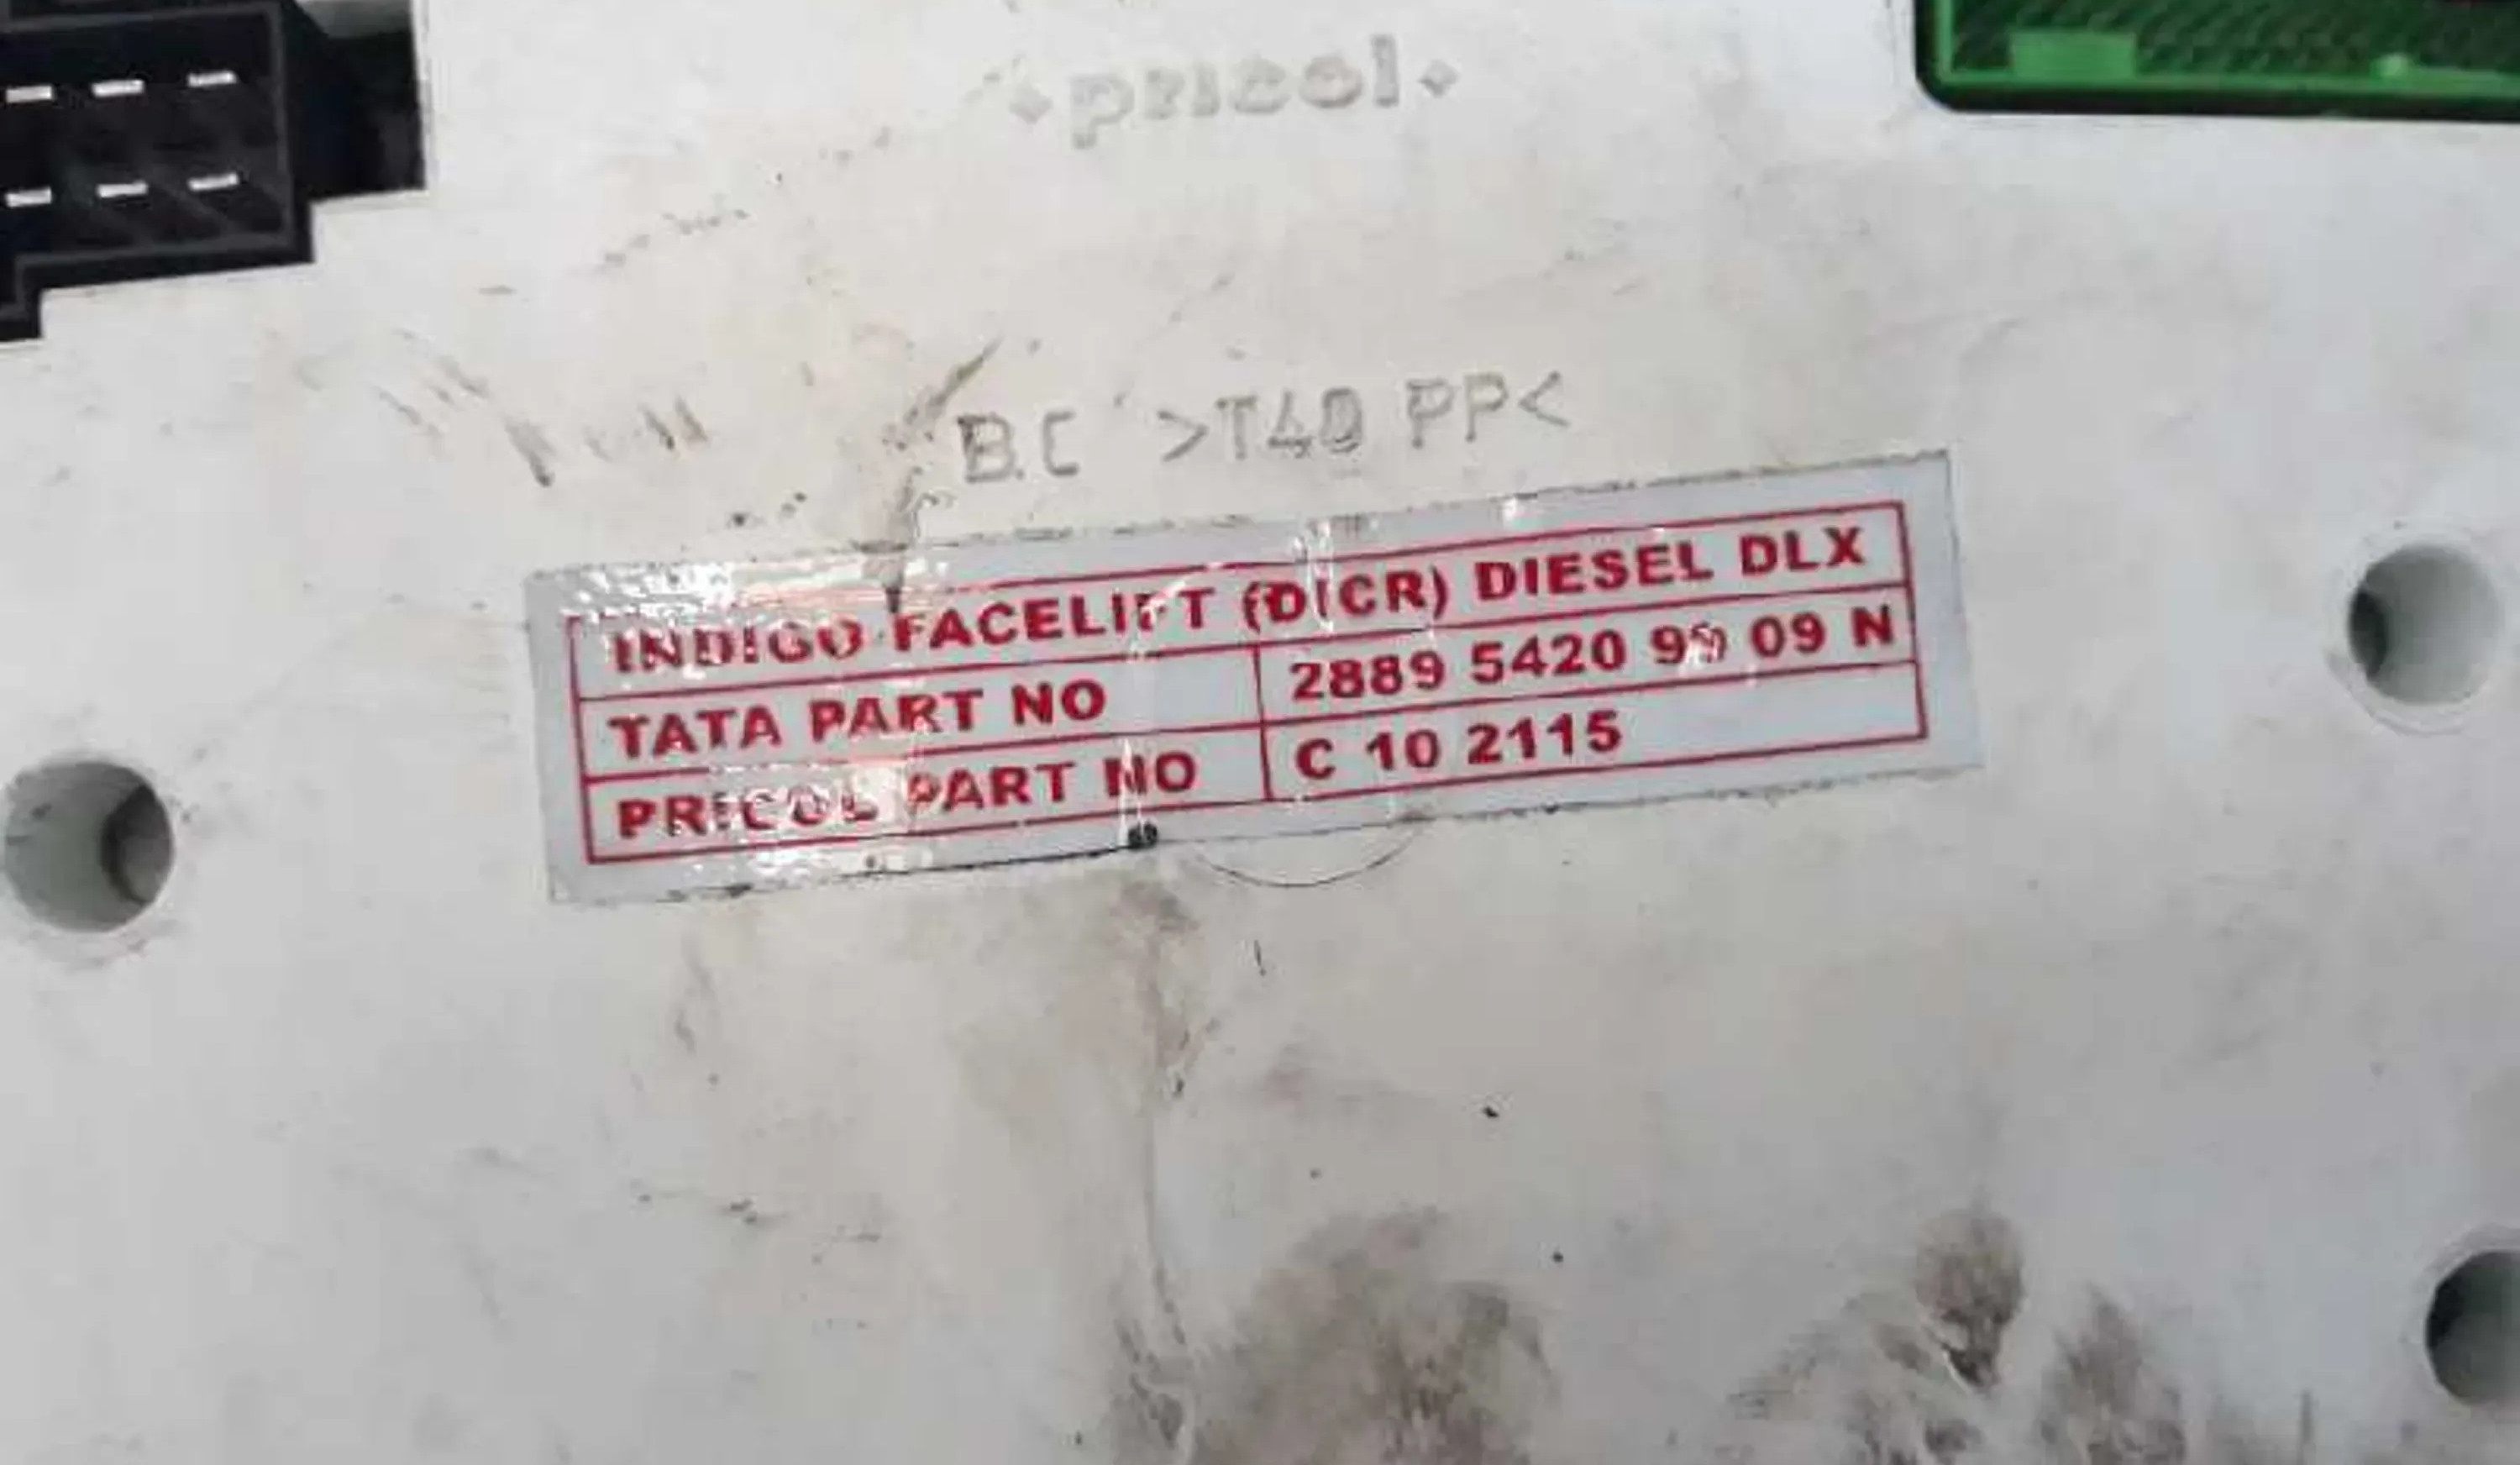 pricol
B.C >T40 PP<
INDIGO FACELIFT (DICR) DIESEL DLX
TATA PART NO 2889 5420 99 09 N
PRICOL PART NO C 10 2115